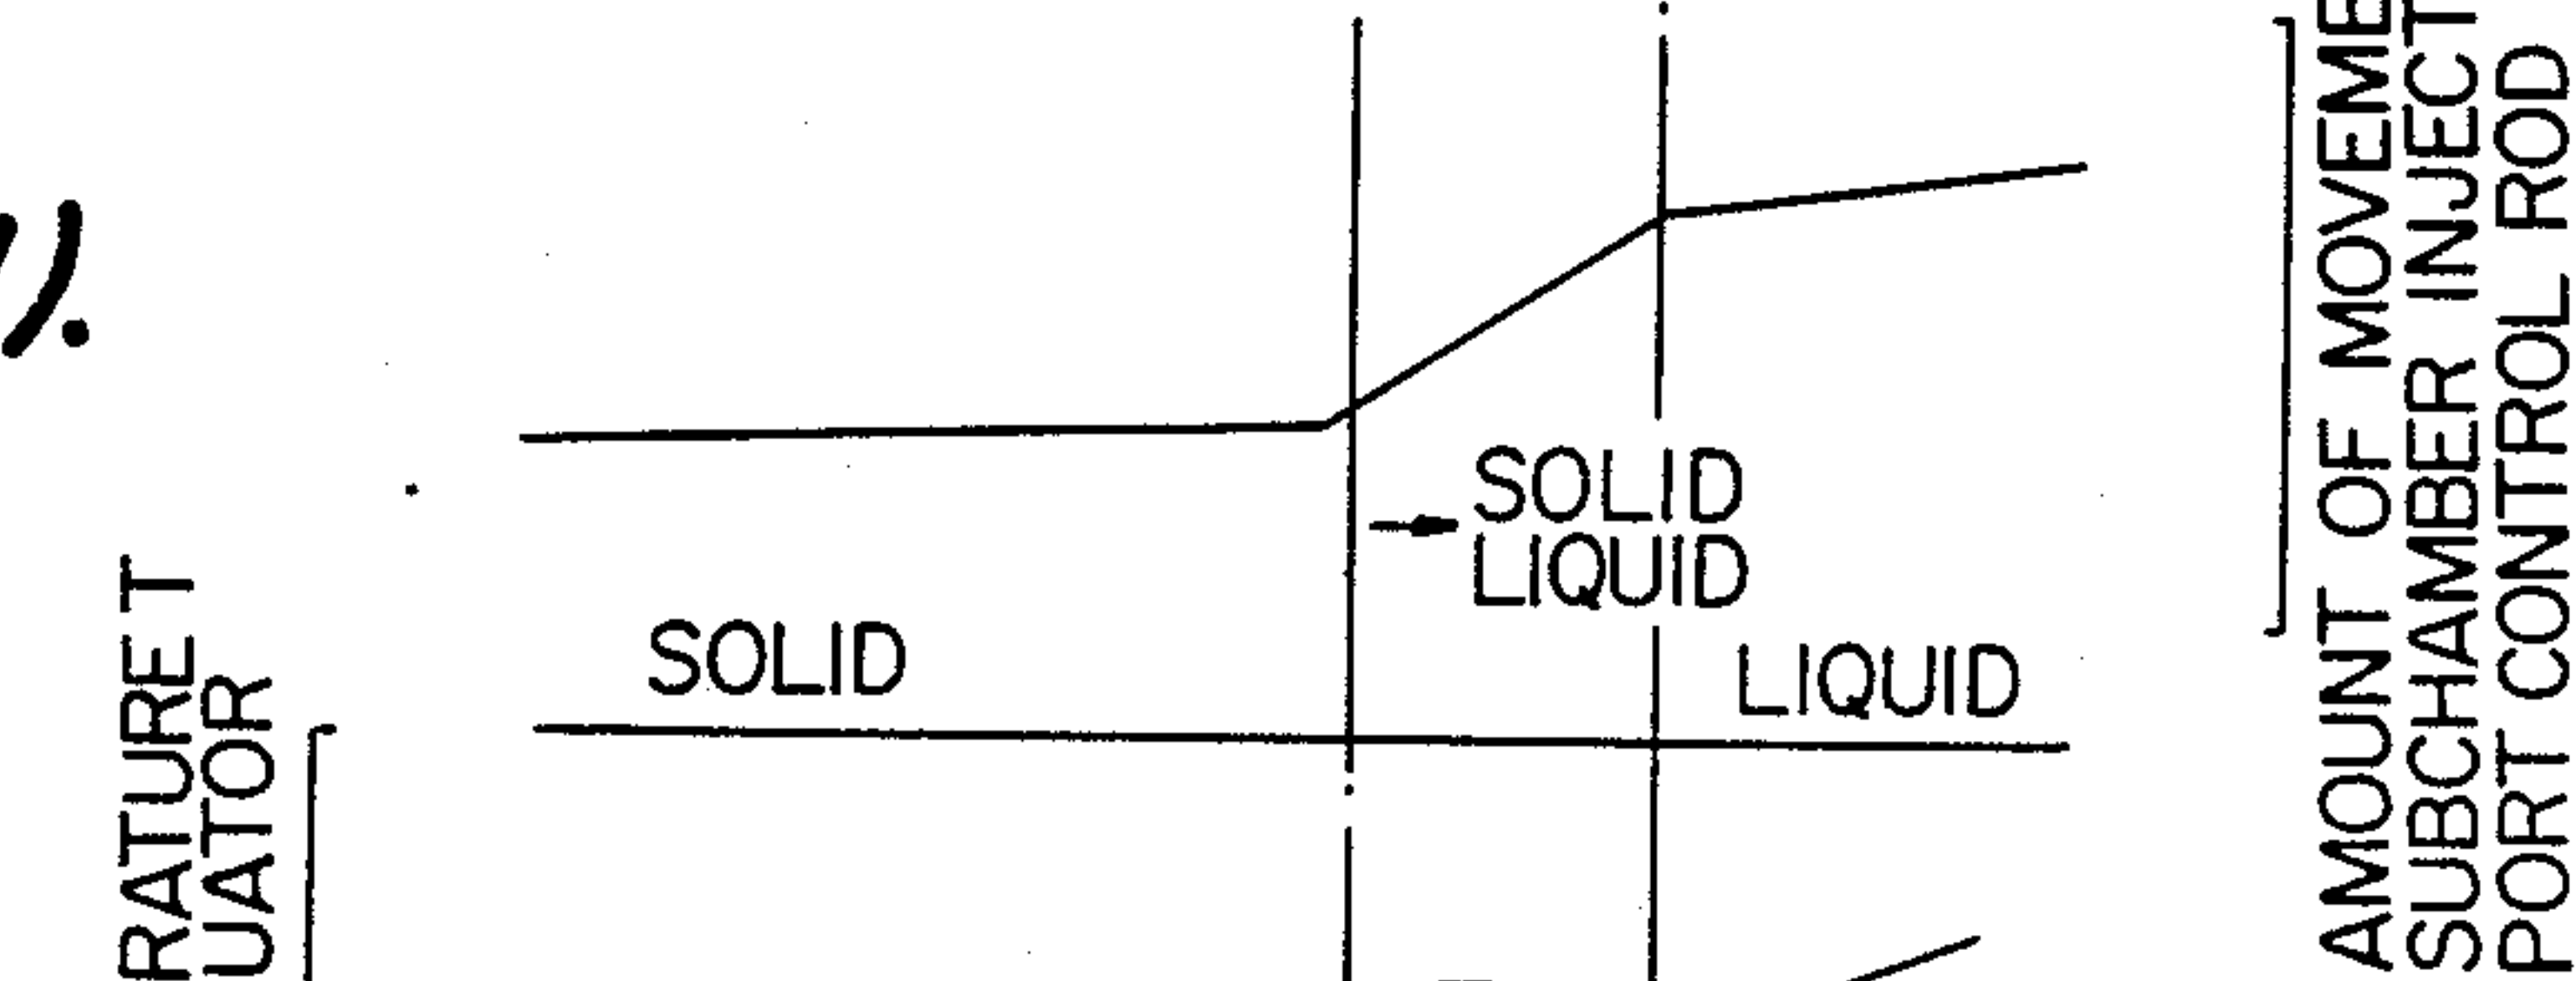 SOLID
LIQUID
SOLID
LIQUID
RATURE T
UATOR
AMOUNT OF MOVEME
SUBCHAMBER INJECT
PORT CONTROL ROD